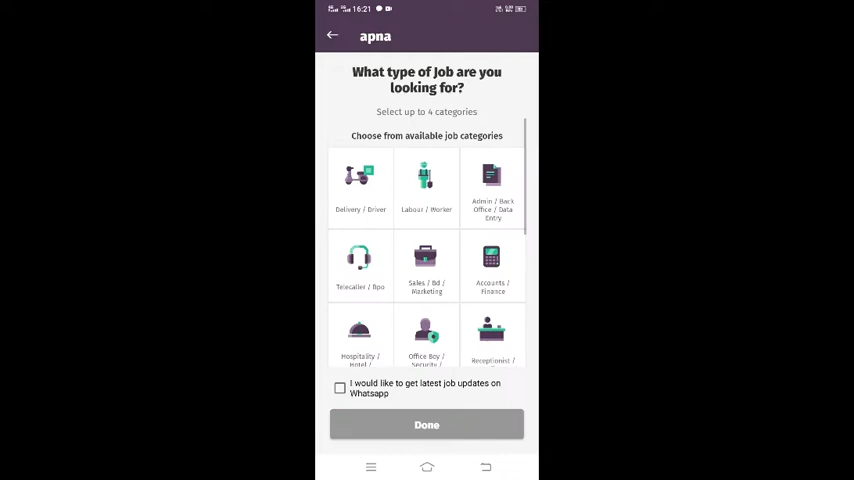 16:21
apna
What type of Job are you
looking for?
Select up to 4 categories
Choose from available job categories
Delivery / Driver
Labour / Worker
Admin / Back
Office / Data
Entry
Telecaller / Bpo
Sales / Bd /
Marketing
Accounts /
Finance
Hospitality /
Hotel /
Office Boy /
Security /
Receptionist /
I would like to get latest job updates on
Whatsapp
Done